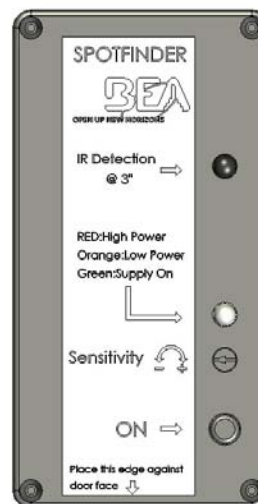 SPOTFINDER
BEA
OPEN UP NEW HORIZONS
IR Detection
@ 3"
RED:High Power
Orange:Low Power
Green:Supply On
Sensitivity
- +
ON
Place this edge against
door face